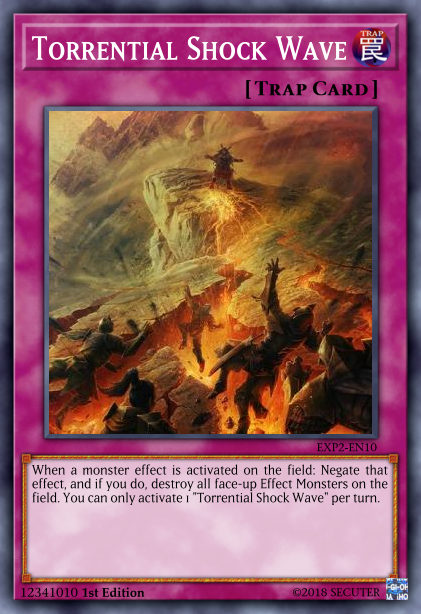 Torrential Shock Wave
TRAP
罠
[Trap Card]
EXP2-EN10
When a monster effect is activated on the field: Negate that
effect, and if you do, destroy all face-up Effect Monsters on the
field. You can only activate 1 "Torrential Shock Wave" per turn.
12341010 1st Edition
©2018 SECUTER